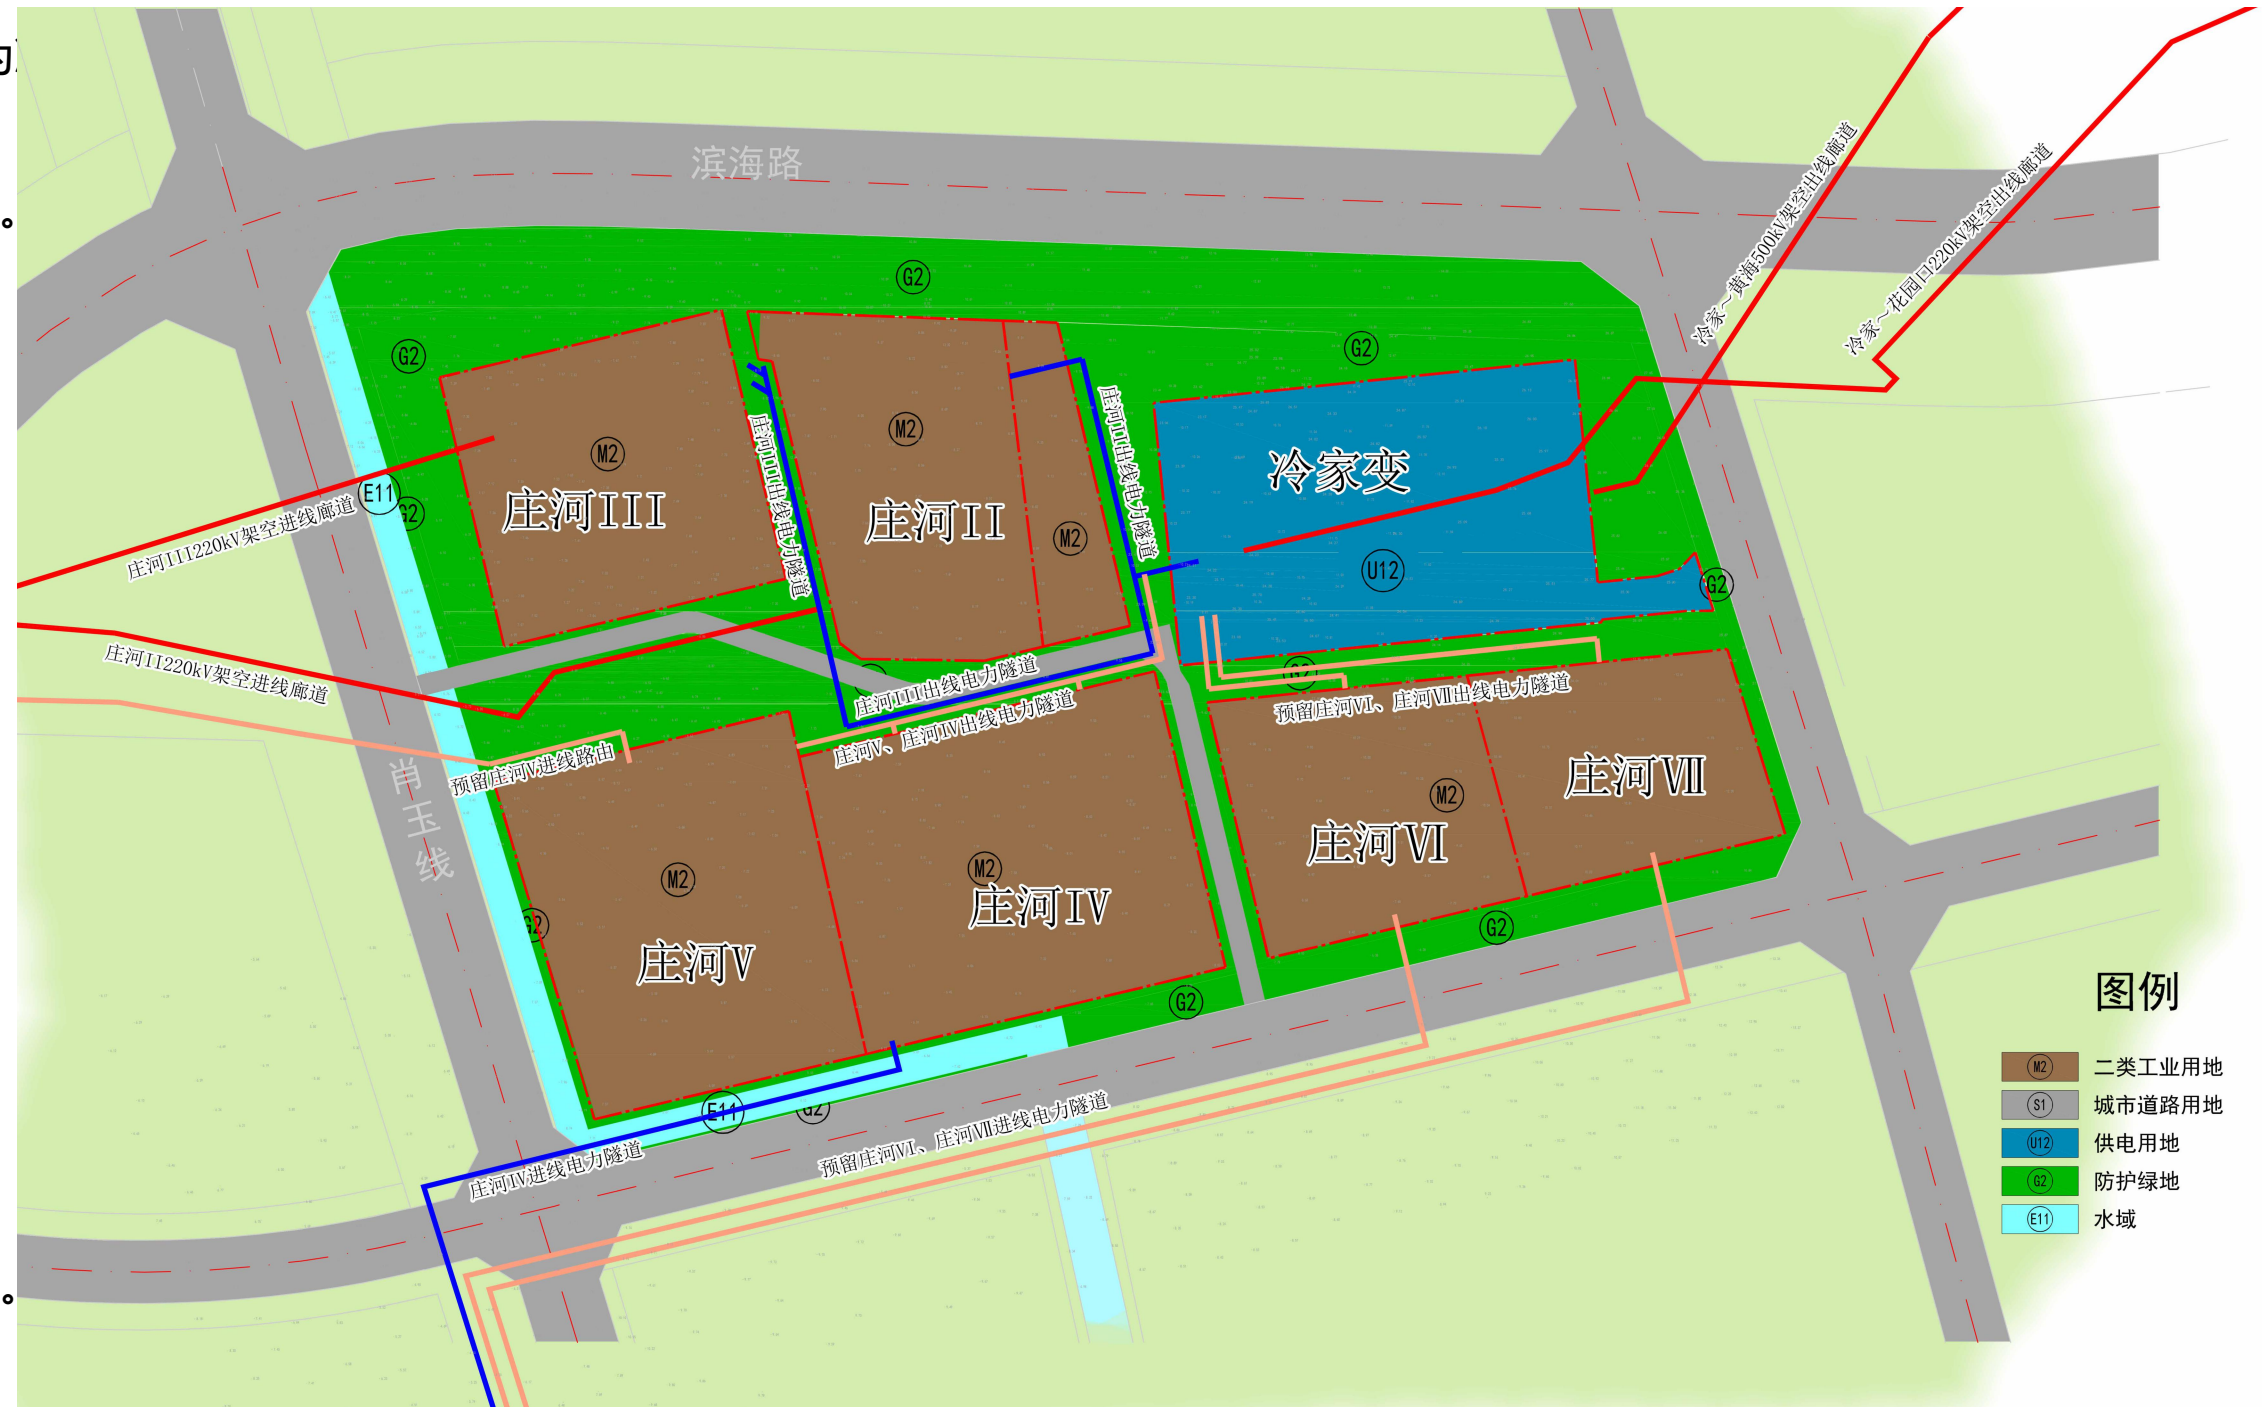 。
滨海路
冷家~黄海500kV架空出线廊道
冷家~花园口220kV架空出线廊道
G2
G2
G2
M2
M2
庄河III
庄河II
冷家变
庄河III出线电力隧道
庄河II出线电力隧道
E11
G2
M2
U12
G2
庄河III220kV架空进线廊道
庄河II220kV架空进线廊道
G2
庄河III出线电力隧道
庄河V、庄河IV出线电力隧道
预留庄河VI、庄河VII出线电力隧道
预留庄河V进线路由
肖玉线
M2
M2
M2
庄河VII
庄河VI
庄河IV
庄河V
G2
G2
G2
E11
G2
庄河IV进线电力隧道
预留庄河VI、庄河VII进线电力隧道
图例
M2 二类工业用地
S1 城市道路用地
U12 供电用地
G2 防护绿地
E11 水域
。